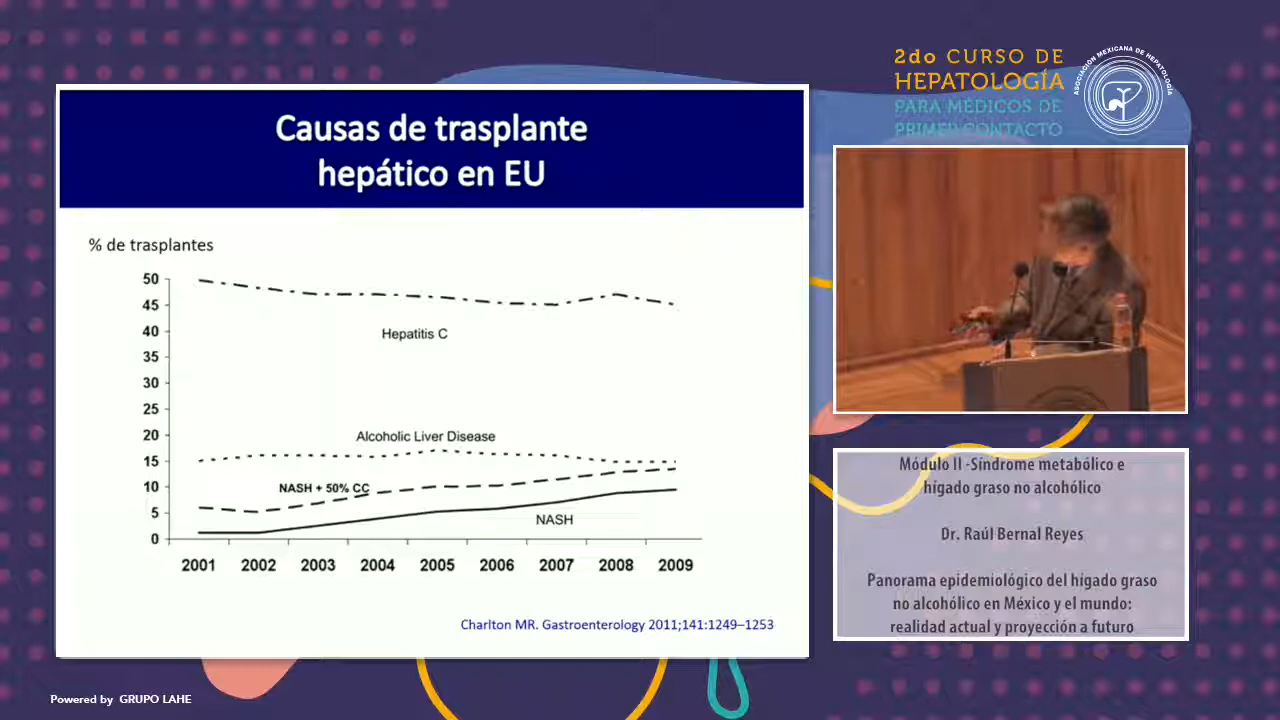 2do CURSO DE
HEPATOLOGÍA
PARA MÉDICOS DE
PRIMER CONTACTO
ASOCIACIÓN MEXICANA DE HEPATOLOGÍA
Causas de trasplante
hepático en EU
% de trasplantes
50
45
40
35
30
25
20
15
10
5
0
Hepatitis C
Alcoholic Liver Disease
NASH + 50% CC
NASH
2001 2002 2003 2004 2005 2006 2007 2008 2009
Charlton MR. Gastroenterology 2011;141:1249–1253
Módulo II -Síndrome metabólico e
hígado graso no alcohólico
Dr. Raúl Bernal Reyes
Panorama epidemiológico del hígado graso
no alcohólico en México y el mundo:
realidad actual y proyección a futuro
Powered by GRUPO LAHE